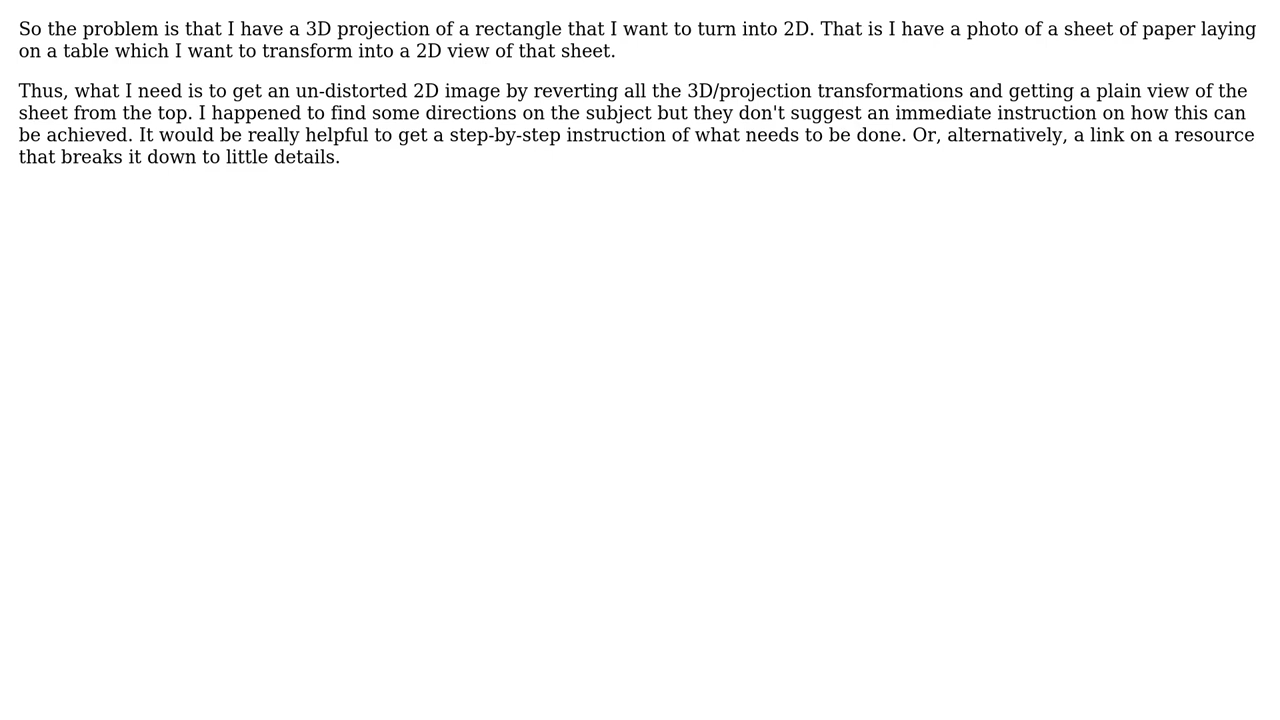 So the problem is that I have a 3D projection of a rectangle that I want to turn into 2D. That is I have a photo of a sheet of paper laying
on a table which I want to transform into a 2D view of that sheet.
Thus, what I need is to get an un-distorted 2D image by reverting all the 3D/projection transformations and getting a plain view of the
sheet from the top. I happened to find some directions on the subject but they don't suggest an immediate instruction on how this can
be achieved. It would be really helpful to get a step-by-step instruction of what needs to be done. Or, alternatively, a link on a resource
that breaks it down to little details.